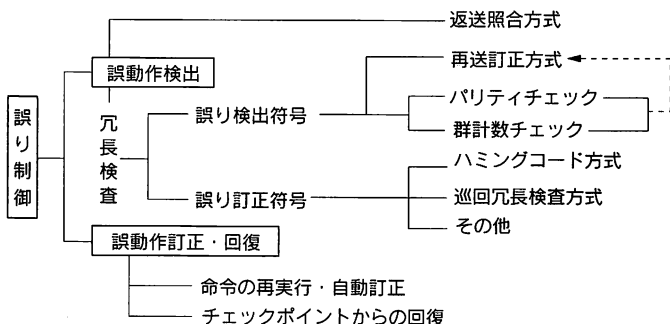 返送照合方式
再送訂正方式
誤動作検出
パリティチェック
誤り検出符号
群計数チェック
誤り制御
冗長検査
ハミングコード方式
誤り訂正符号
巡回冗長検査方式
その他
誤動作訂正・回復
命令の再実行・自動訂正
チェックポイントからの回復